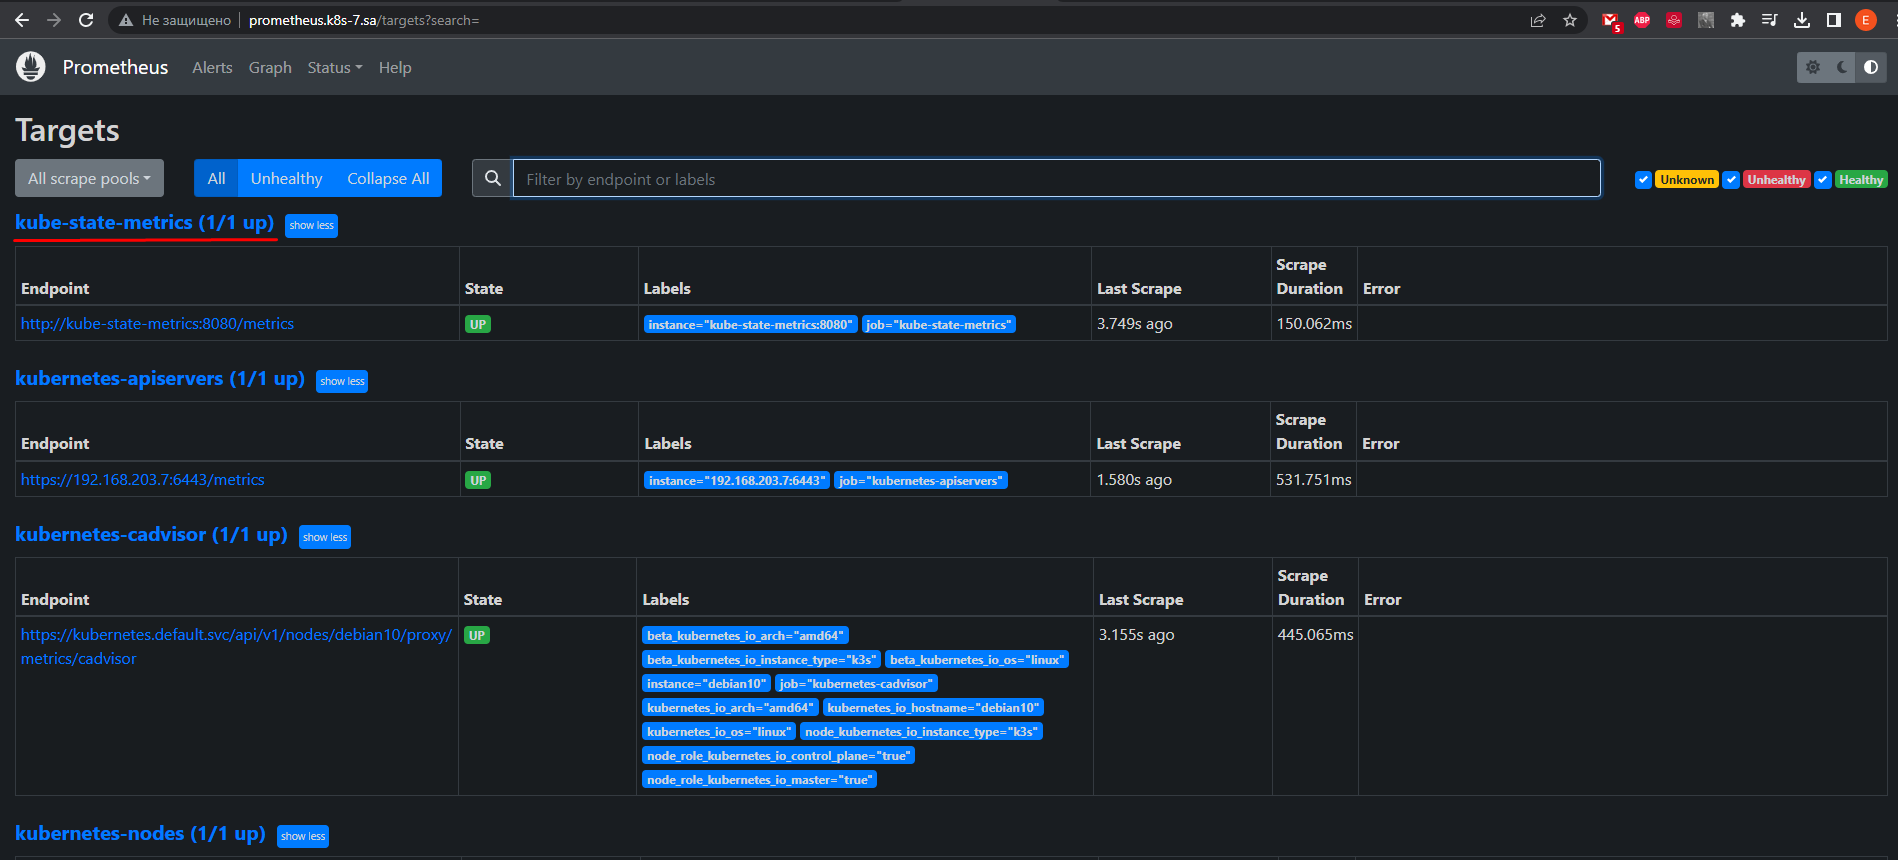 Не защищено prometheus.k8s-7.sa/targets?search=
5 ABP E
Prometheus Alerts Graph Status Help
Targets
All scrape pools All Unhealthy Collapse All Filter by endpoint or labels Unknown Unhealthy Healthy
kube-state-metrics (1/1 up) show less
Endpoint State Labels Last Scrape Scrape Duration Error
http://kube-state-metrics:8080/metrics UP instance="kube-state-metrics:8080" job="kube-state-metrics" 3.749s ago 150.062ms
kubernetes-apiservers (1/1 up) show less
Endpoint State Labels Last Scrape Scrape Duration Error
https://192.168.203.7:6443/metrics UP instance="192.168.203.7:6443" job="kubernetes-apiservers" 1.580s ago 531.751ms
kubernetes-cadvisor (1/1 up) show less
Endpoint State Labels Last Scrape Scrape Duration Error
https://kubernetes.default.svc/api/v1/nodes/debian10/proxy/
metrics/cadvisor
UP
beta_kubernetes_io_arch="amd64"
beta_kubernetes_io_instance_type="k3s" beta_kubernetes_io_os="linux"
instance="debian10" job="kubernetes-cadvisor"
kubernetes_io_arch="amd64" kubernetes_io_hostname="debian10"
kubernetes_io_os="linux" node_kubernetes_io_instance_type="k3s"
node_role_kubernetes_io_control_plane="true"
node_role_kubernetes_io_master="true"
3.155s ago 445.065ms
kubernetes-nodes (1/1 up) show less